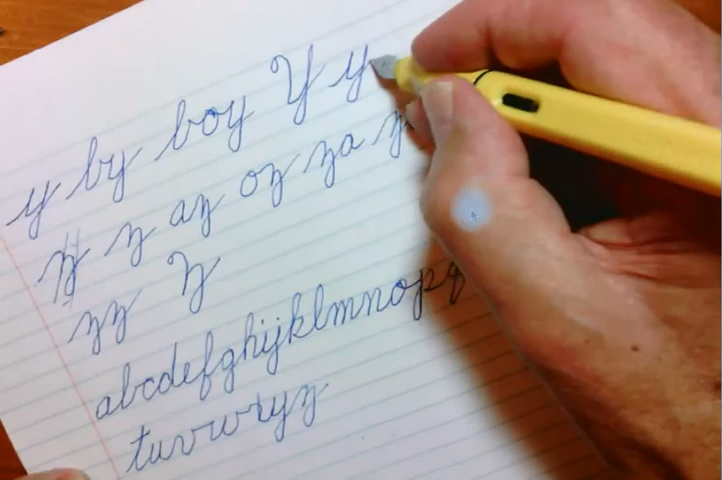 y by boy Y y
z z az oz za z
zz Z
abcdefghijklmnopq
tuvwxyz